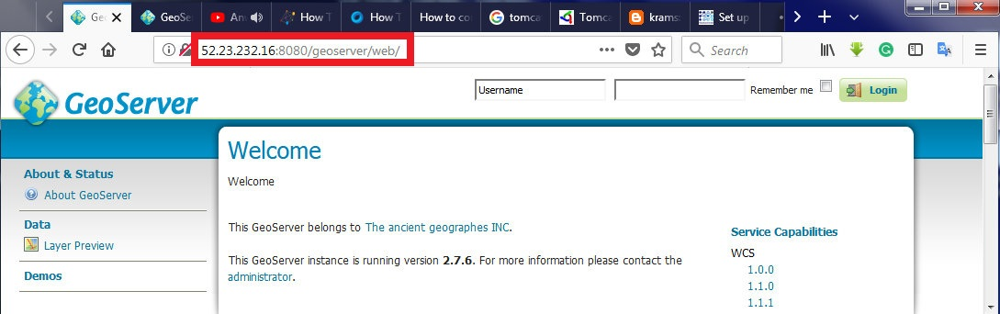 G
GeoSer
An
How T
How T
How to co
tomca
Tomca
krams
Set up
52.23.232.16:8080/geoserver/web/
Search
GeoServer
Username
Remember me
Login
Welcome
About & Status
Welcome
About GeoServer
Data
This GeoServer belongs to The ancient geographes INC.
Service Capabilities
Layer Preview
WCS
This GeoServer instance is running version 2.7.6. For more information please contact the
1.0.0
Demos
administrator.
1.1.0
1.1.1